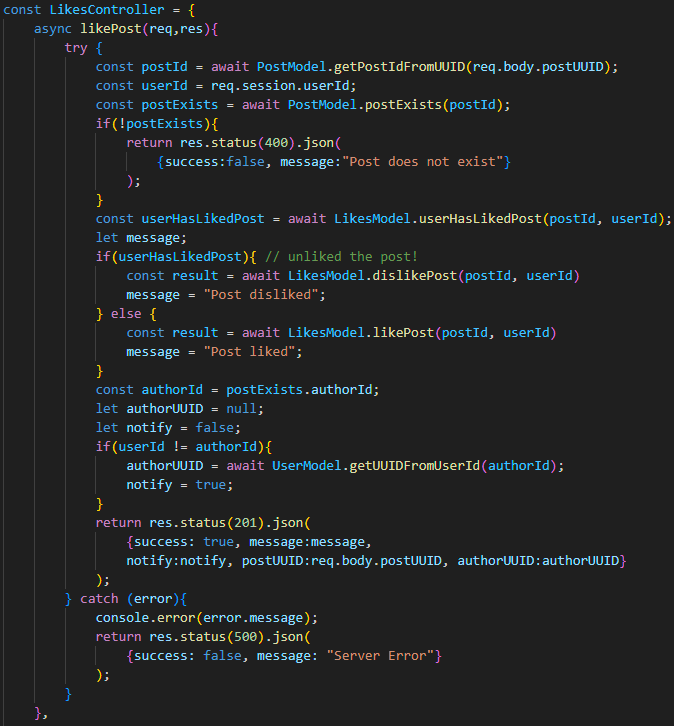 const LikesController = {
async likePost(req,res){
try {
const postId = await PostModel.getPostIdFromUUID(req.body.postUUID);
const userId = req.session.userId;
const postExists = await PostModel.postExists(postId);
if(!postExists){
return res.status(400).json(
{success:false, message:"Post does not exist"}
);
}
const userHasLikedPost = await LikesModel.userHasLikedPost(postId, userId);
let message;
if(userHasLikedPost){ // unliked the post!
const result = await LikesModel.dislikePost(postId, userId)
message = "Post disliked";
} else {
const result = await LikesModel.likePost(postId, userId)
message = "Post liked";
}
const authorId = postExists.authorId;
let authorUUID = null;
let notify = false;
if(userId != authorId){
authorUUID = await UserModel.getUUIDFromUserId(authorId);
notify = true;
}
return res.status(201).json(
{success: true, message:message,
notify:notify, postUUID:req.body.postUUID, authorUUID:authorUUID}
);
} catch (error){
console.error(error.message);
return res.status(500).json(
{success: false, message: "Server Error"}
);
}
},